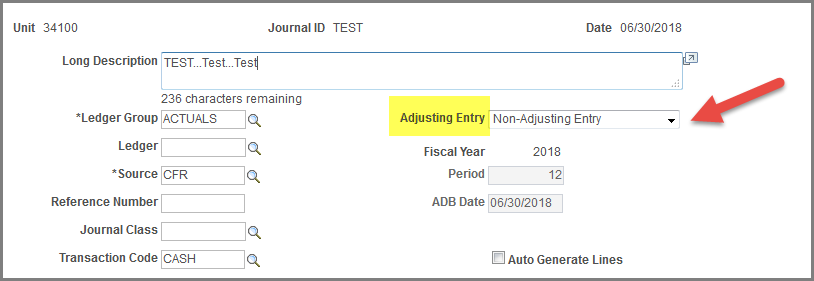 Unit 34100 Journal ID TEST Date 06/30/2018
Long Description TEST...Test...Test
236 characters remaining
*Ledger Group ACTUALS Adjusting Entry Non-Adjusting Entry
Ledger Fiscal Year 2018
*Source CFR Period 12
Reference Number ADB Date 06/30/2018
Journal Class
Transaction Code CASH Auto Generate Lines